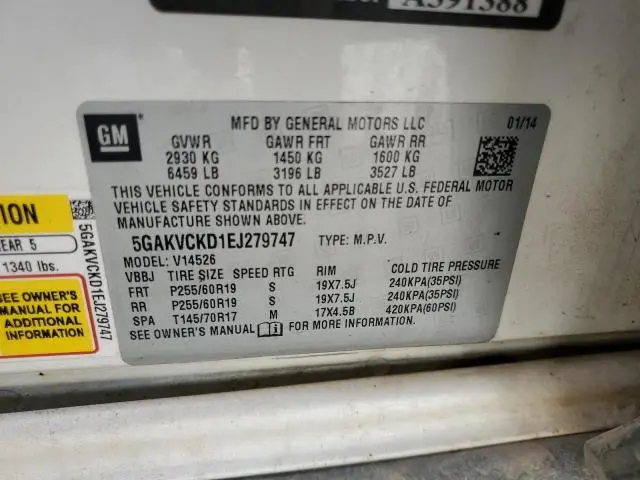 A391388
GM
MFD BY GENERAL MOTORS LLC 01/14
GVWR GAWR FRT GAWR RR
2930 KG 1450 KG 1600 KG
6459 LB 3196 LB 3527 LB
THIS VEHICLE CONFORMS TO ALL APPLICABLE U.S. FEDERAL MOTOR
VEHICLE SAFETY STANDARDS IN EFFECT ON THE DATE OF
MANUFACTURE SHOWN ABOVE.
5GAKVCKD1EJ279747 TYPE: M.P.V.
MODEL: V14526
VBBJ TIRE SIZE SPEED RTG RIM COLD TIRE PRESSURE
FRT P255/60R19 S 19X7.5J 240KPA(35PSI)
RR P255/60R19 S 19X7.5J 240KPA(35PSI)
SPA T145/70R17 M 17X4.5B 420KPA(60PSI)
SEE OWNER'S MANUAL FOR MORE INFORMATION.
ION
EAR 5
1340 lbs.
SEE OWNER'S
MANUAL FOR
ADDITIONAL
INFORMATION
5GAKVCKD1EJ279747